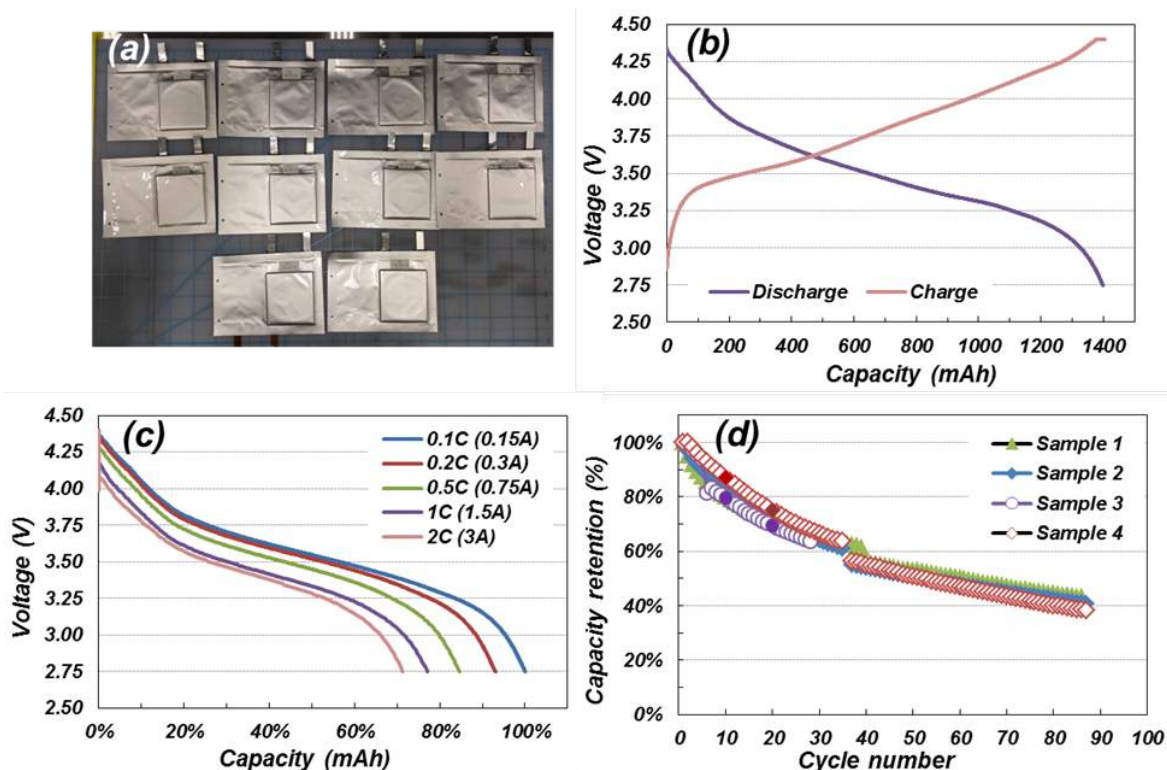 (a)
(b)
Voltage (V)
4.50
4.25
4.00
3.75
3.50
3.25
3.00
2.75
2.50
Discharge
Charge
0 200 400 600 800 1000 1200 1400
Capacity (mAh)
(c)
Voltage (V)
4.50
4.25
4.00
3.75
3.50
3.25
3.00
2.75
2.50
0.1C (0.15A)
0.2C (0.3A)
0.5C (0.75A)
1C (1.5A)
2C (3A)
0% 20% 40% 60% 80% 100%
Capacity (mAh)
(d)
Capacity retention (%)
100%
80%
60%
40%
20%
0%
Sample 1
Sample 2
Sample 3
Sample 4
0 10 20 30 40 50 60 70 80 90 100
Cycle number